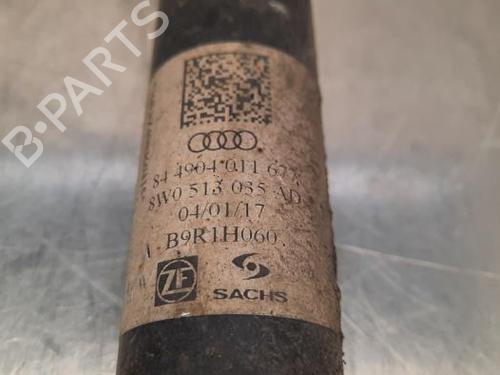 B-PARTS
84 4904 011 677
8W0 513 035 AD
04/01/17
B9R1H060
ZF
SACHS